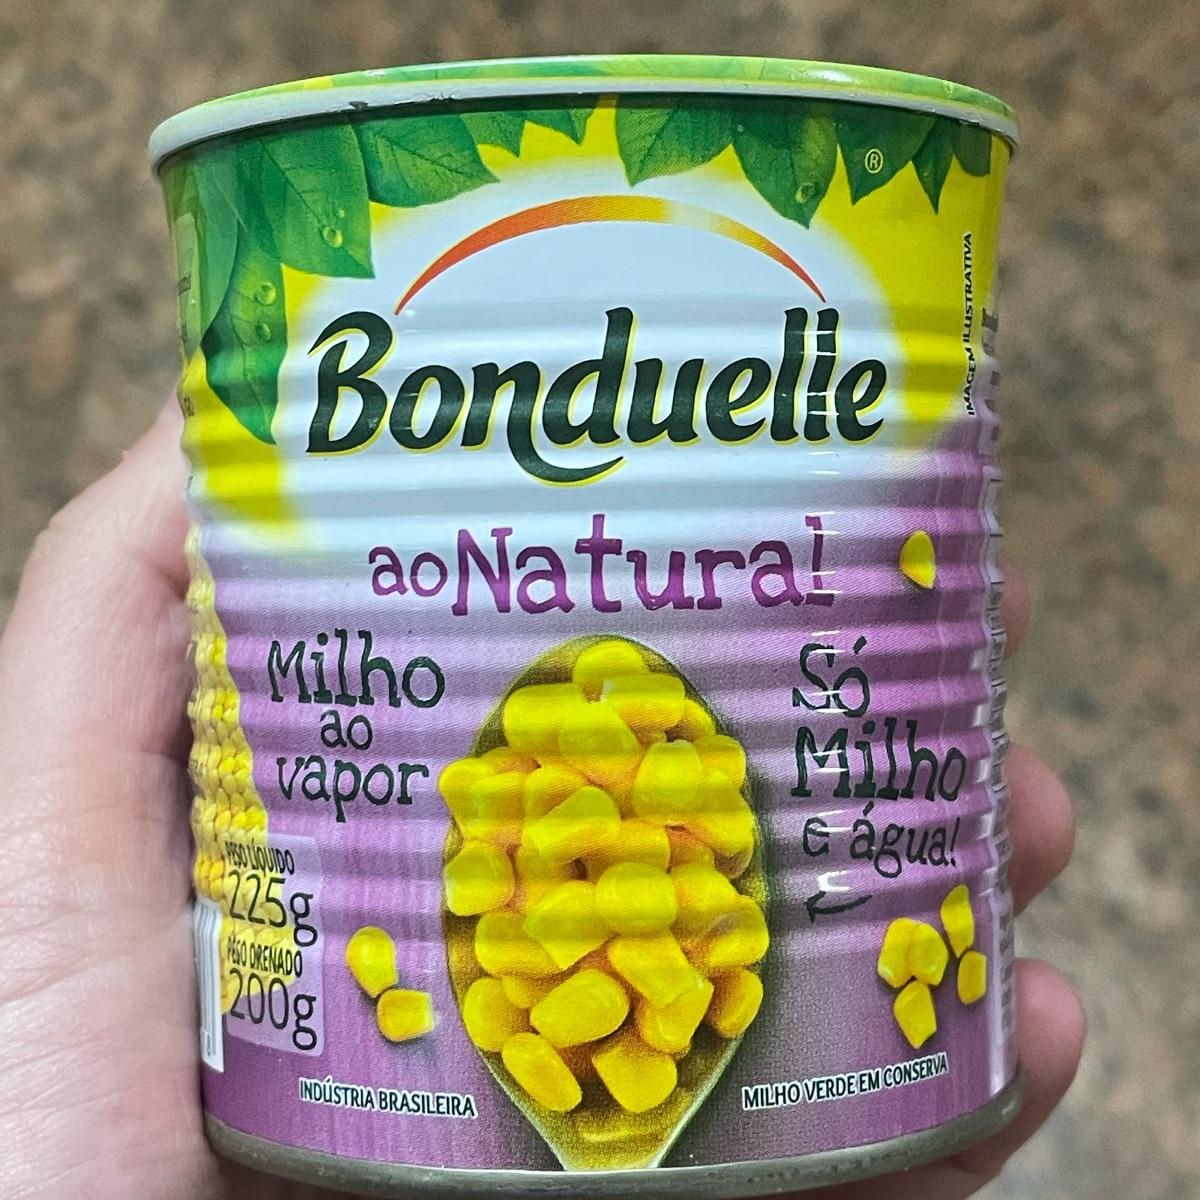 ®
Bonduelle
IMAGEM ILUSTRATIVA
ao Natural
Milho
ao
vapor
Só
Milho
e água!
PESO LÍQUIDO
225g
PESO DRENADO
200g
INDÚSTRIA BRASILEIRA
MILHO VERDE EM CONSERVA